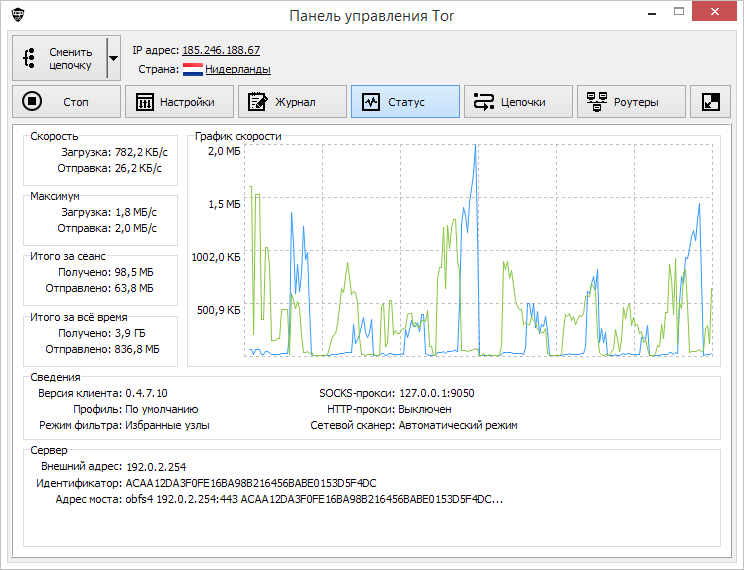 Панель управления Tor
Сменить цепочку
IP адрес: 185.246.188.67
Страна: Нидерланды
Стоп
Настройки
Журнал
Статус
Цепочки
Роутеры
Скорость
Загрузка: 782,2 КБ/с
Отправка: 26,2 КБ/с
Максимум
Загрузка: 1,8 МБ/с
Отправка: 2,0 МБ/с
Итого за сеанс
Получено: 98,5 МБ
Отправлено: 63,8 МБ
Итого за всё время
Получено: 3,9 ГБ
Отправлено: 836,8 МБ
График скорости
2,0 МБ
1,5 МБ
1002,0 КБ
500,9 КБ
Сведения
Версия клиента: 0.4.7.10
SOCKS-прокси: 127.0.0.1:9050
Профиль: По умолчанию
HTTP-прокси: Выключен
Режим фильтра: Избранные узлы
Сетевой сканер: Автоматический режим
Сервер
Внешний адрес: 192.0.2.254
Идентификатор: ACAA12DA3F0FE16BA98B216456BABE0153D5F4DC
Адрес моста: obfs4 192.0.2.254:443 ACAA12DA3F0FE16BA98B216456BABE0153D5F4DC...